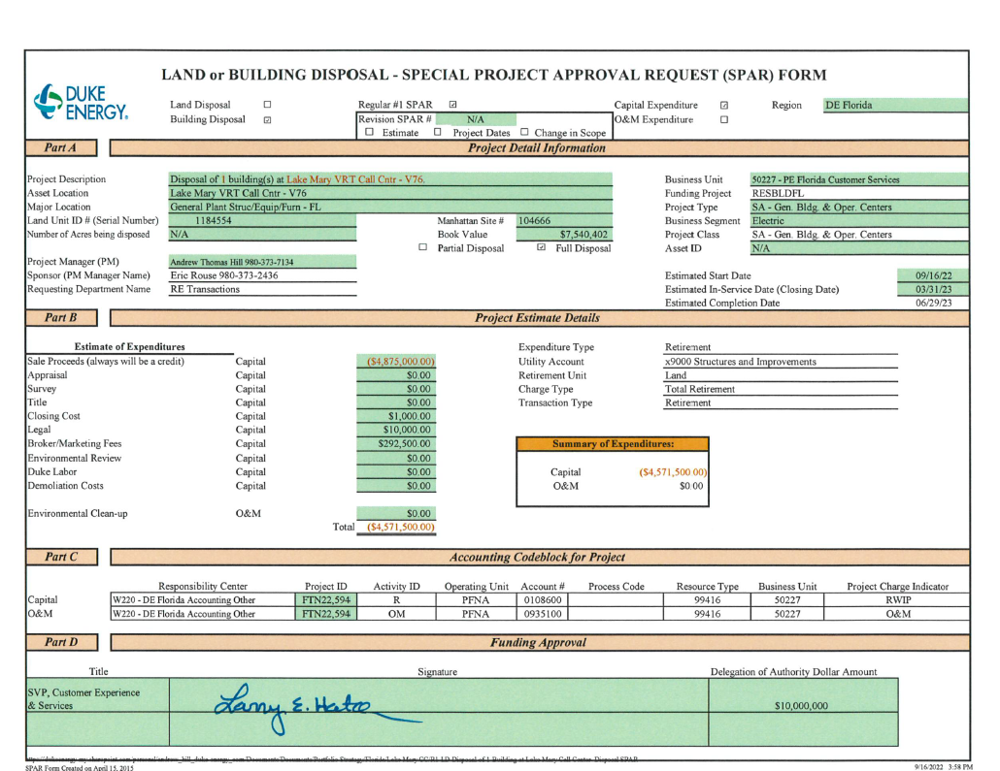 LAND or BUILDING DISPOSAL - SPECIAL PROJECT APPROVAL REQUEST (SPAR) FORM
DUKE ENERGY®
Land Disposal ☐ Regular #1 SPAR ☑ Capital Expenditure ☑ Region DE Florida
Building Disposal ☑ Revision SPAR # N/A O&M Expenditure ☐
☐ Estimate ☐ Project Dates ☐ Change in Scope
Part A Project Detail Information
Project Description Disposal of 1 building(s) at Lake Mary VRT Call Cntr - V76. Business Unit 50227 - PE Florida Customer Services
Asset Location Lake Mary VRT Call Cntr - V76 Funding Project RESBLDFL
Major Location General Plant Struc/Equip/Furn - FL Project Type SA - Gen. Bldg. & Oper. Centers
Land Unit ID # (Serial Number) 1184554 Manhattan Site # 104666 Business Segment Electric
Number of Acres being disposed N/A Book Value $7,540,402 Project Class SA - Gen. Bldg. & Oper. Centers
☐ Partial Disposal ☑ Full Disposal Asset ID N/A
Project Manager (PM) Andrew Thomas Hill 980-373-7134
Sponsor (PM Manager Name) Eric Rouse 980-373-2436 Estimated Start Date 09/16/22
Requesting Department Name RE Transactions Estimated In-Service Date (Closing Date) 03/31/23
Estimated Completion Date 06/29/23
Part B Project Estimate Details
Estimate of Expenditures Expenditure Type Retirement
Sale Proceeds (always will be a credit) Capital ($4,875,000.00) Utility Account x9000 Structures and Improvements
Appraisal Capital $0.00 Retirement Unit Land
Survey Capital $0.00 Charge Type Total Retirement
Title Capital $0.00 Transaction Type Retirement
Closing Cost Capital $1,000.00
Legal Capital $10,000.00
Broker/Marketing Fees Capital $292,500.00 Summary of Expenditures:
Environmental Review Capital $0.00
Duke Labor Capital $0.00 Capital ($4,571,500.00)
Demoliation Costs Capital $0.00 O&M $0.00
Environmental Clean-up O&M $0.00
Total ($4,571,500.00)
Part C Accounting Codeblock for Project
Responsibility Center Project ID Activity ID Operating Unit Account # Process Code Resource Type Business Unit Project Charge Indicator
Capital W220 - DE Florida Accounting Other FTN22,594 R PFNA 0108600 99416 50227 RWIP
O&M W220 - DE Florida Accounting Other FTN22,594 OM PFNA 0935100 99416 50227 O&M
Part D Funding Approval
Title Signature Delegation of Authority Dollar Amount
SVP, Customer Experience
& Services Larry E. Hatcc $10,000,000
SPAR Form Created on April 15, 2015 9/16/2022 3:58 PM